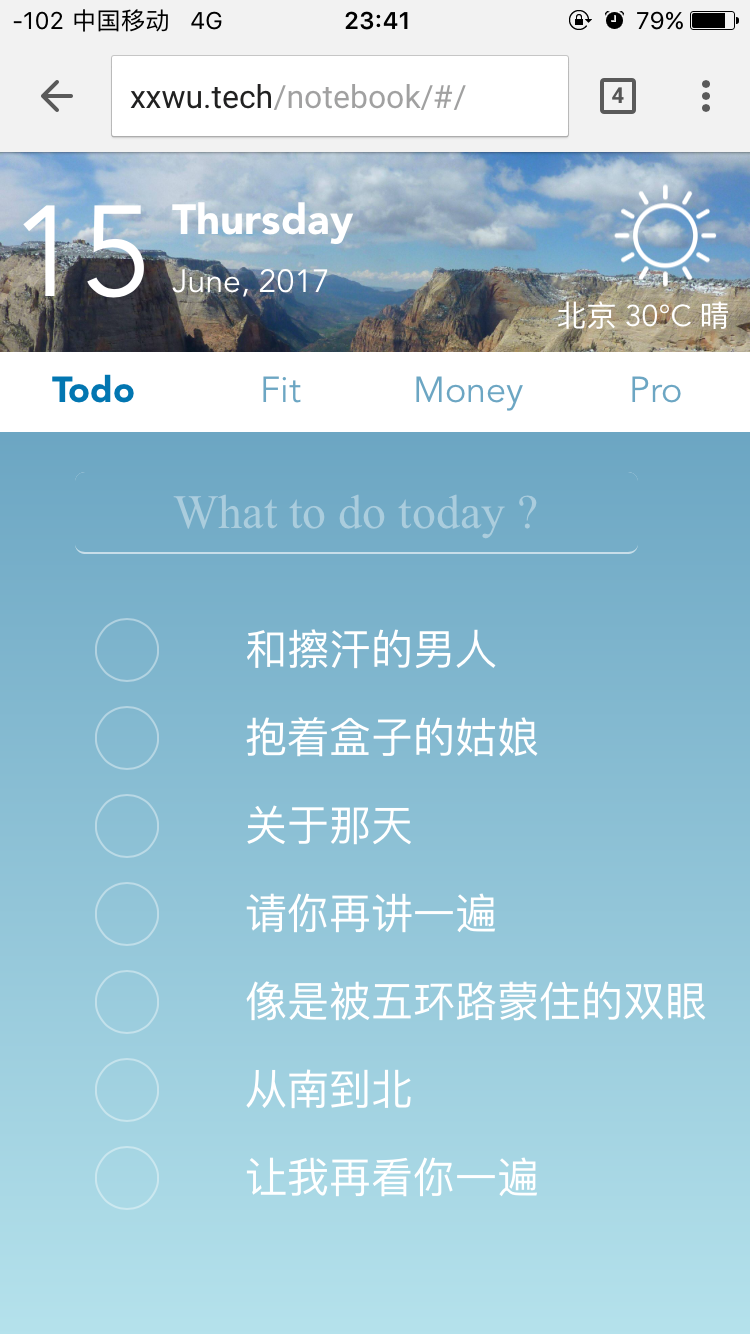 -102 中国移动 4G 23:41 79%
xxwu.tech/notebook/#/ 4
15 Thursday
June, 2017
北京 30°C 晴
Todo Fit Money Pro
What to do today ?
和擦汗的男人
抱着盒子的姑娘
关于那天
请你再讲一遍
像是被五环路蒙住的双眼
从南到北
让我再看你一遍